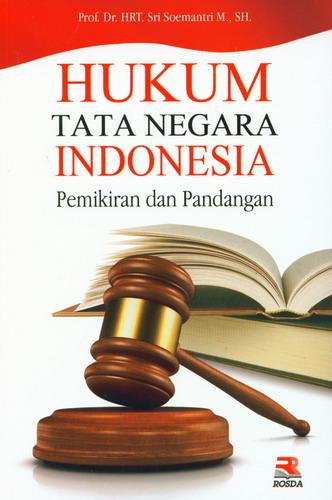 Prof. Dr. HRT. Sri Soemantri M., SH.
HUKUM
TATA NEGARA
INDONESIA
Pemikiran dan Pandangan
R
ROSDA